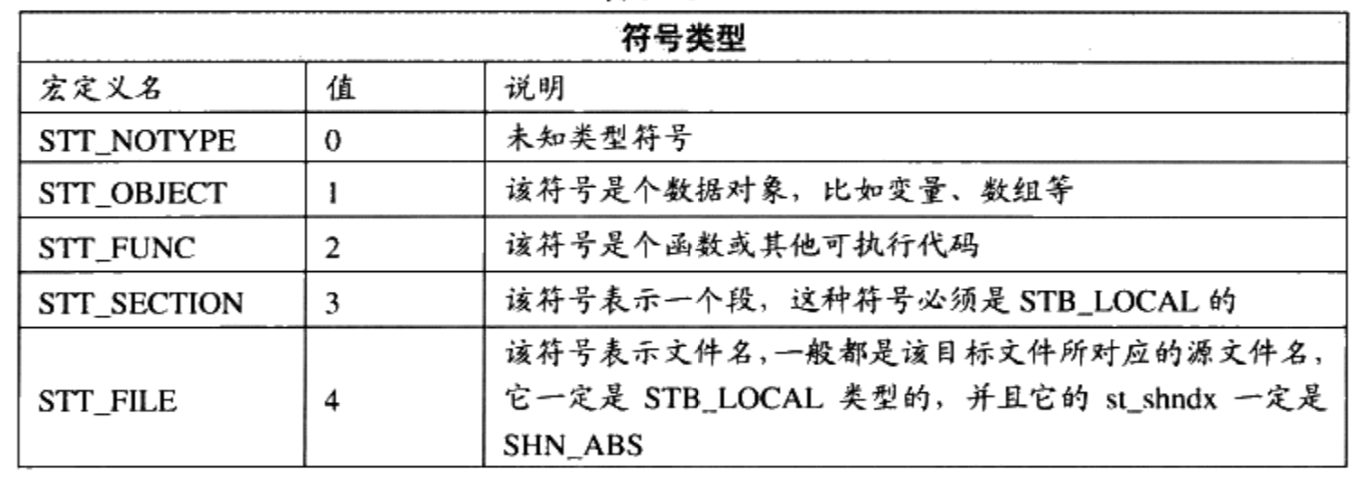 符号类型
宏定义名 值 说明
STT_NOTYPE 0 未知类型符号
STT_OBJECT 1 该符号是个数据对象，比如变量、数组等
STT_FUNC 2 该符号是个函数或其他可执行代码
STT_SECTION 3 该符号表示一个段，这种符号必须是 STB_LOCAL 的
STT_FILE 4 该符号表示文件名，一般都是该目标文件所对应的源文件名，
它一定是 STB_LOCAL 类型的，并且它的 st_shndx 一定是
SHN_ABS